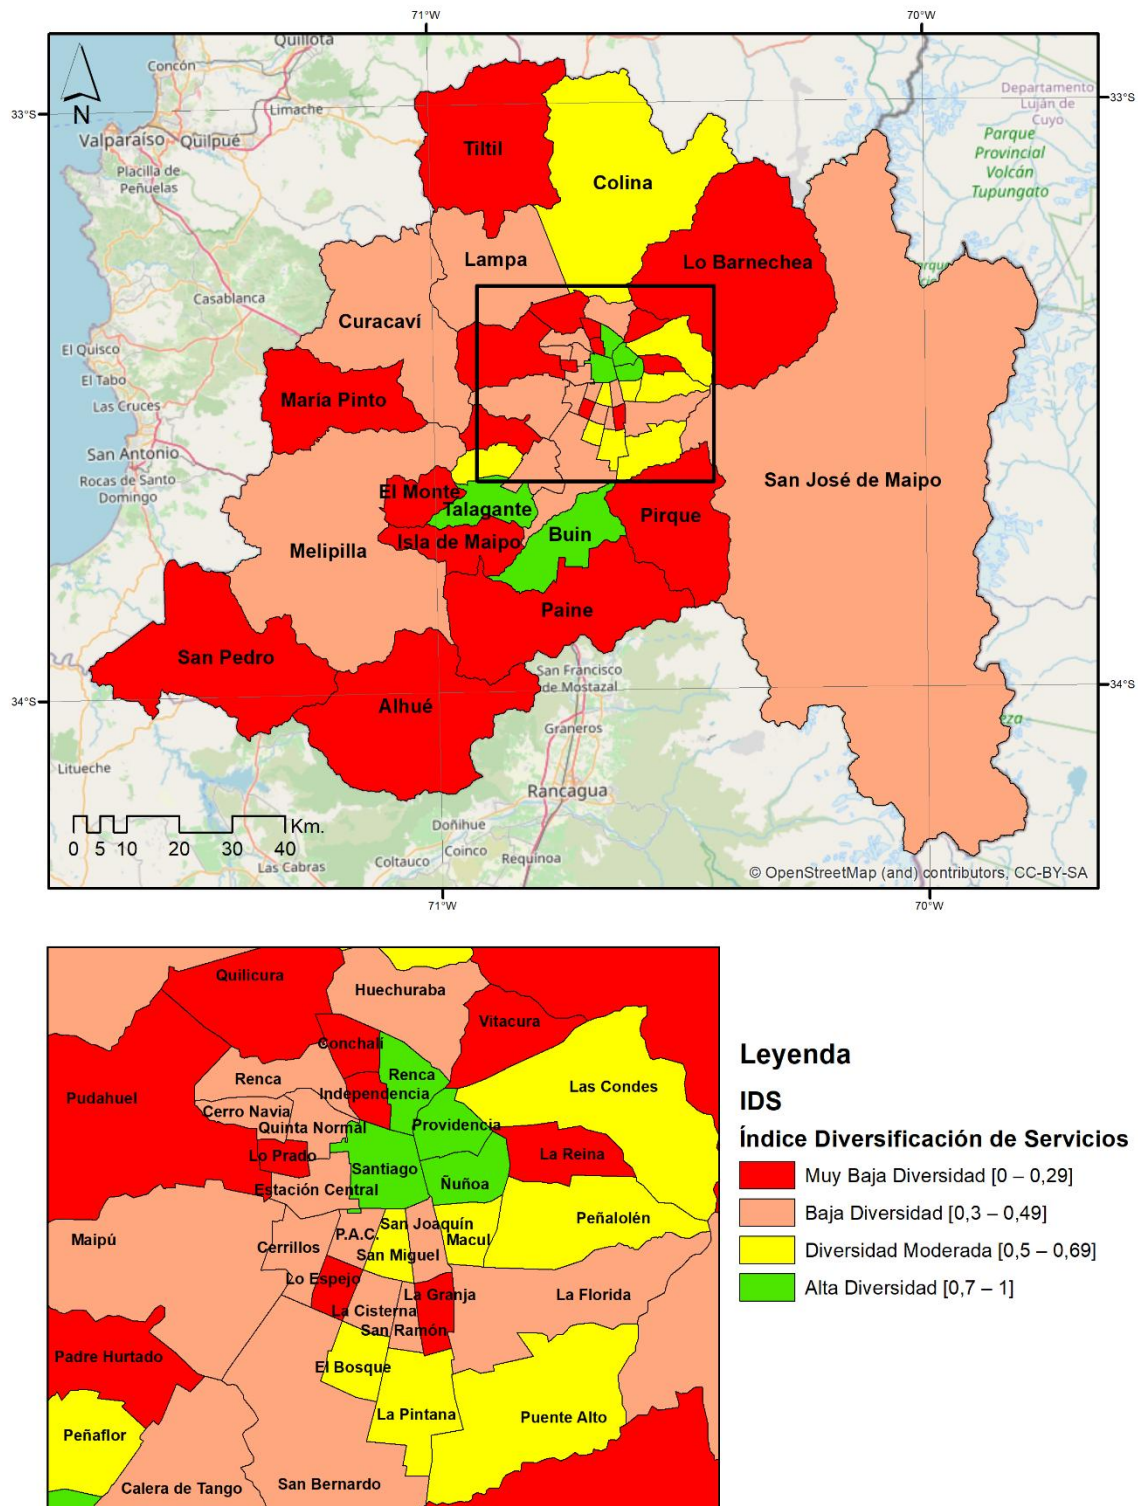 71°W
70°W
Quillota
Concón
N
Limache
Departamento
Luján de
Cuyo
33°S
33°S
Valparaíso
Quilpué
Tiltil
Parque
Provincial
Volcán
Tupungato
Placilla de
Peñuelas
Colina
Lampa
Lo Barnechea
Casablanca
Curacaví
El Quisco
El Tabo
María Pinto
Las Cruces
San Antonio
Rocas de Santo
Domingo
San José de Maipo
El Monte
Talagante
Pirque
Buin
Isla de Maipo
Melipilla
Paine
San Pedro
San Francisco
de Mostazal
34°S
34°S
Alhué
Graneros
Litueche
Rancagua
Km.
0 5 10 20 30 40
Doñihue
Coinco
Coltauco
Requinoa
Las Cabras
© OpenStreetMap (and) contributors, CC-BY-SA
71°W
70°W
Quilicura
Huechuraba
Vitacura
Conchalí
Renca
Renca
Las Condes
Pudahuel
Independencia
Cerro Navia
Providencia
Quinta Normal
Lo Prado
La Reina
Santiago
Estación Central
Ñuñoa
San Joaquín
Peñalolén
Maipú
P.A.C.
Macul
Cerrillos
San Miguel
Lo Espejo
La Granja
La Florida
La Cisterna
San Ramón
Padre Hurtado
El Bosque
La Pintana
Puente Alto
Peñaflor
Calera de Tango
San Bernardo
Leyenda
IDS
Índice Diversificación de Servicios
Muy Baja Diversidad [0 – 0,29]
Baja Diversidad [0,3 – 0,49]
Diversidad Moderada [0,5 – 0,69]
Alta Diversidad [0,7 – 1]